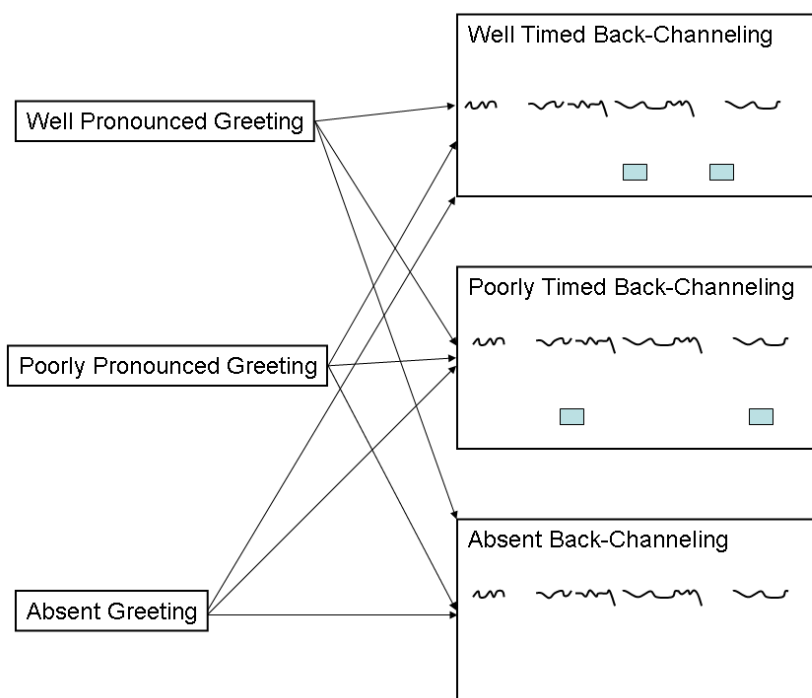 Well Timed Back-Channeling
Well Pronounced Greeting
Poorly Timed Back-Channeling
Poorly Pronounced Greeting
Absent Back-Channeling
Absent Greeting